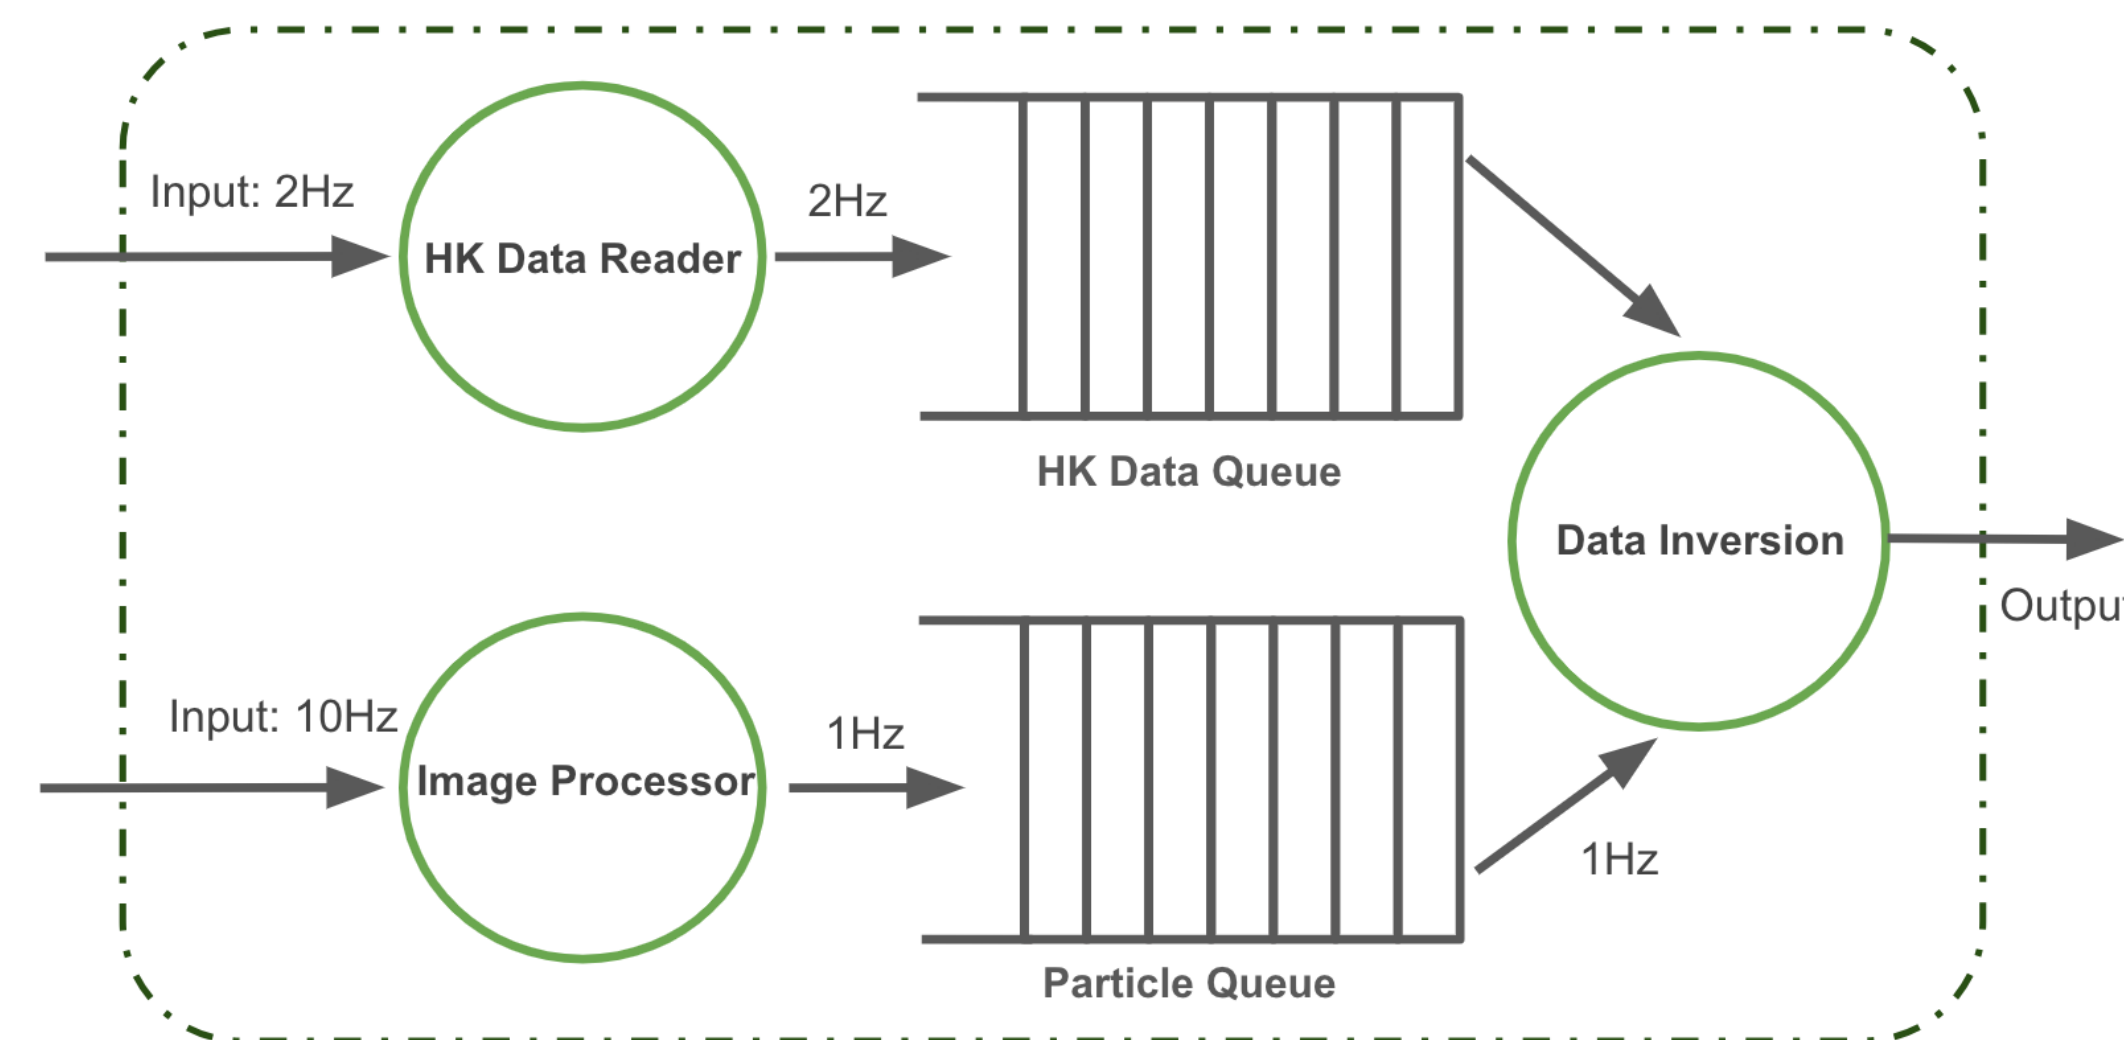 Input: 2Hz
2Hz
HK Data Reader
HK Data Queue
Data Inversion
Output
Input: 10Hz
1Hz
Image Processor
1Hz
Particle Queue